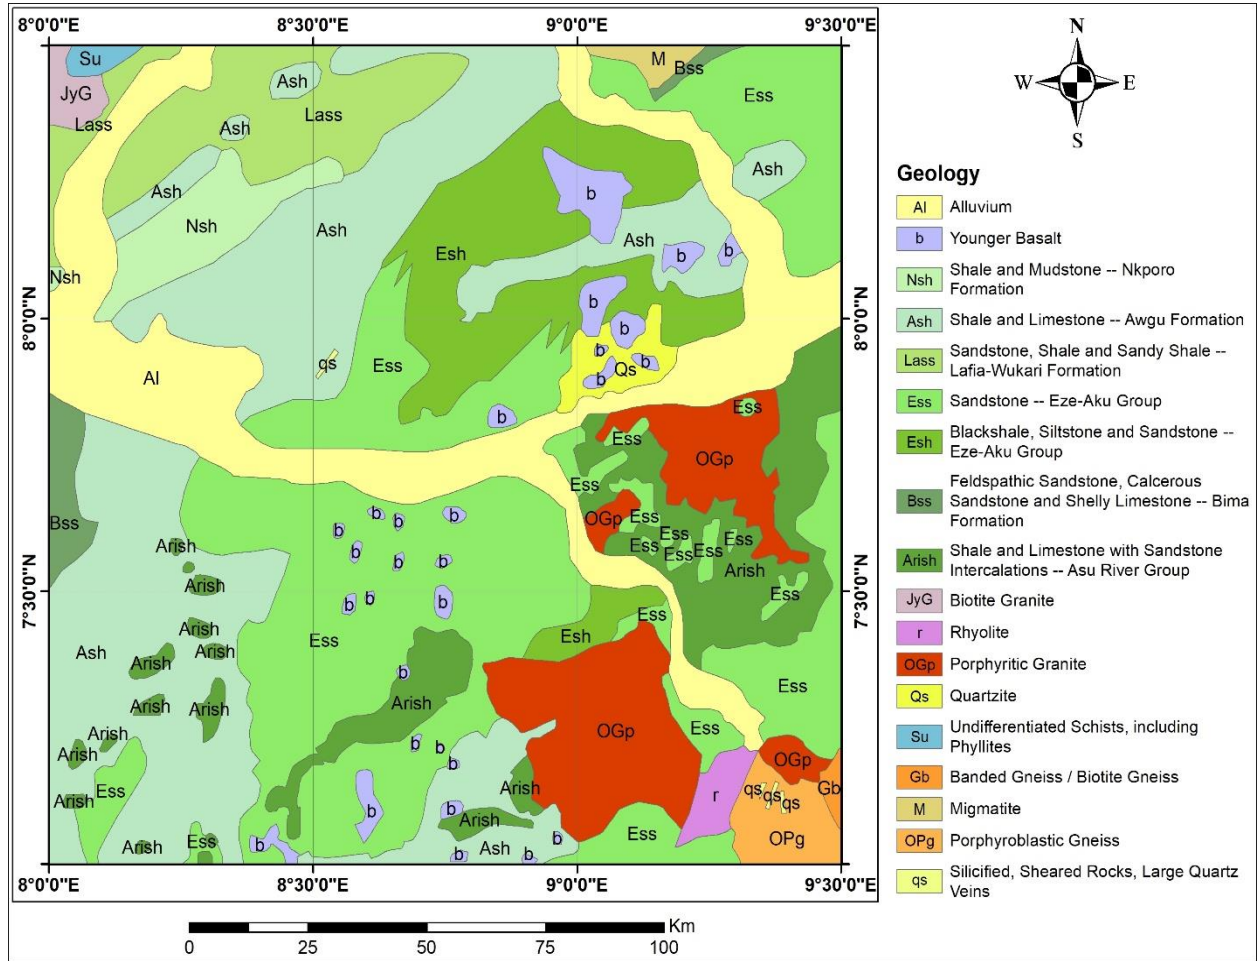 8°0'0"E 8°30'0"E 9°0'0"E 9°30'0"E
N
W E
S
Su
M
Bss
JyG
Ash
Ess
Lass
Lass
Ash
Ash
Ash
b
Nsh
Ash
Ash
Esh
b
b
Nsh
8°0'0"N
8°0'0"N
b
b
b
qs
Ess
b
Qs
Al
b
b
Ess
Ess
OGp
Ess
b
b
b
OGp
Ess
Bss
b
Ess
Ess
Arish
b
Ess
Ess
Ess
b
b
Arish
Arish
7°30'0"N
7°30'0"N
b
b
b
Ess
Ess
Arish
Esh
Ess
Ash
Arish
Arish
b
Ess
Arish
Arish
Arish
Arish
OGp
Ess
b
b
Arish
b
OGp
Arish
Ess
Arish
r
qs
qs
qs
Gb
b
b
Arish
Arish
Ess
b
b
Ess
OPg
Arish
Ash
b
b
8°0'0"E 8°30'0"E 9°0'0"E 9°30'0"E
Km
0 25 50 75 100
Geology
Al Alluvium
b Younger Basalt
Nsh Shale and Mudstone -- Nkporo
Formation
Ash Shale and Limestone -- Awgu Formation
Lass Sandstone, Shale and Sandy Shale --
Lafia-Wukari Formation
Ess Sandstone -- Eze-Aku Group
Esh Blackshale, Siltstone and Sandstone --
Eze-Aku Group
Bss Feldspathic Sandstone, Calcerous
Sandstone and Shelly Limestone -- Bima
Formation
Arish Shale and Limestone with Sandstone
Intercalations -- Asu River Group
JyG Biotite Granite
r Rhyolite
OGp Porphyritic Granite
Qs Quartzite
Su Undifferentiated Schists, including
Phyllites
Gb Banded Gneiss / Biotite Gneiss
M Migmatite
OPg Porphyroblastic Gneiss
qs Silicified, Sheared Rocks, Large Quartz
Veins